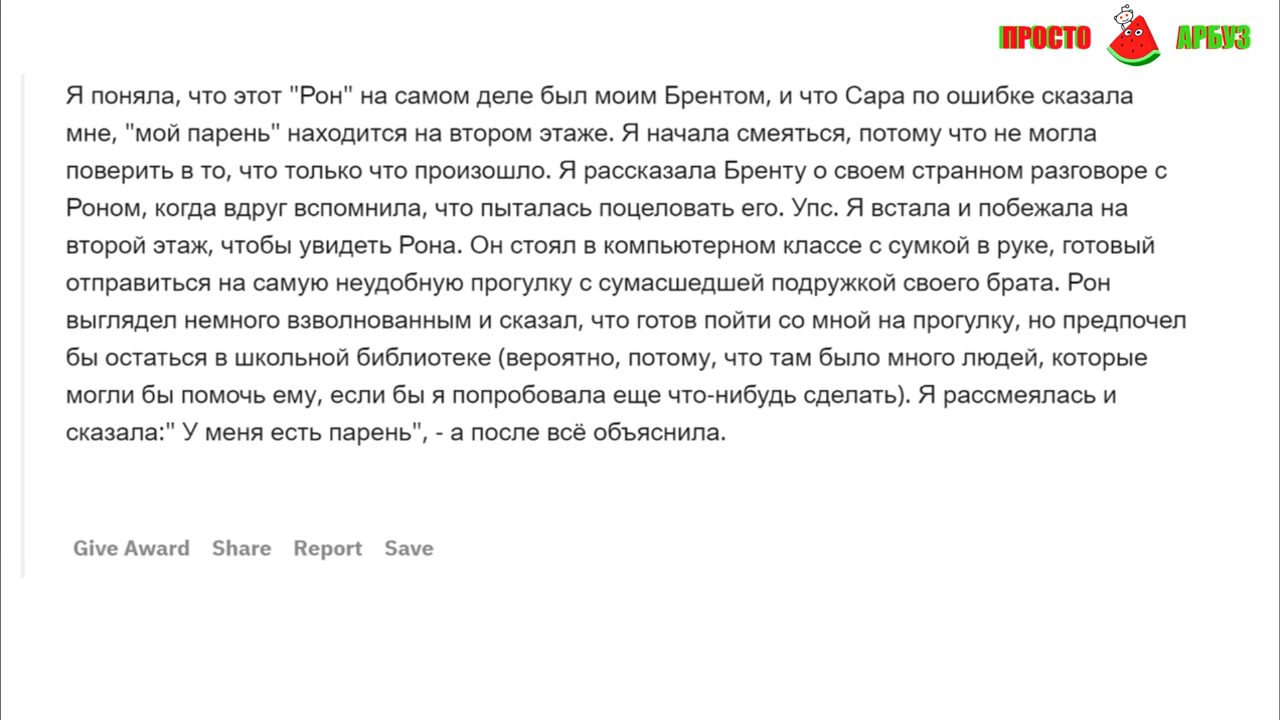 ПРОСТО АРБУЗ
Я поняла, что этот "Рон" на самом деле был моим Брентом, и что Сара по ошибке сказала
мне, "мой парень" находится на втором этаже. Я начала смеяться, потому что не могла
поверить в то, что только что произошло. Я рассказала Бренту о своем странном разговоре с
Роном, когда вдруг вспомнила, что пыталась поцеловать его. Упс. Я встала и побежала на
второй этаж, чтобы увидеть Рона. Он стоял в компьютерном классе с сумкой в руке, готовый
отправиться на самую неудобную прогулку с сумасшедшей подружкой своего брата. Рон
выглядел немного взволнованным и сказал, что готов пойти со мной на прогулку, но предпочел
бы остаться в школьной библиотеке (вероятно, потому, что там было много людей, которые
могли бы помочь ему, если бы я попробовала еще что-нибудь сделать). Я рассмеялась и
сказала:" У меня есть парень", - а после всё объяснила.
Give Award Share Report Save